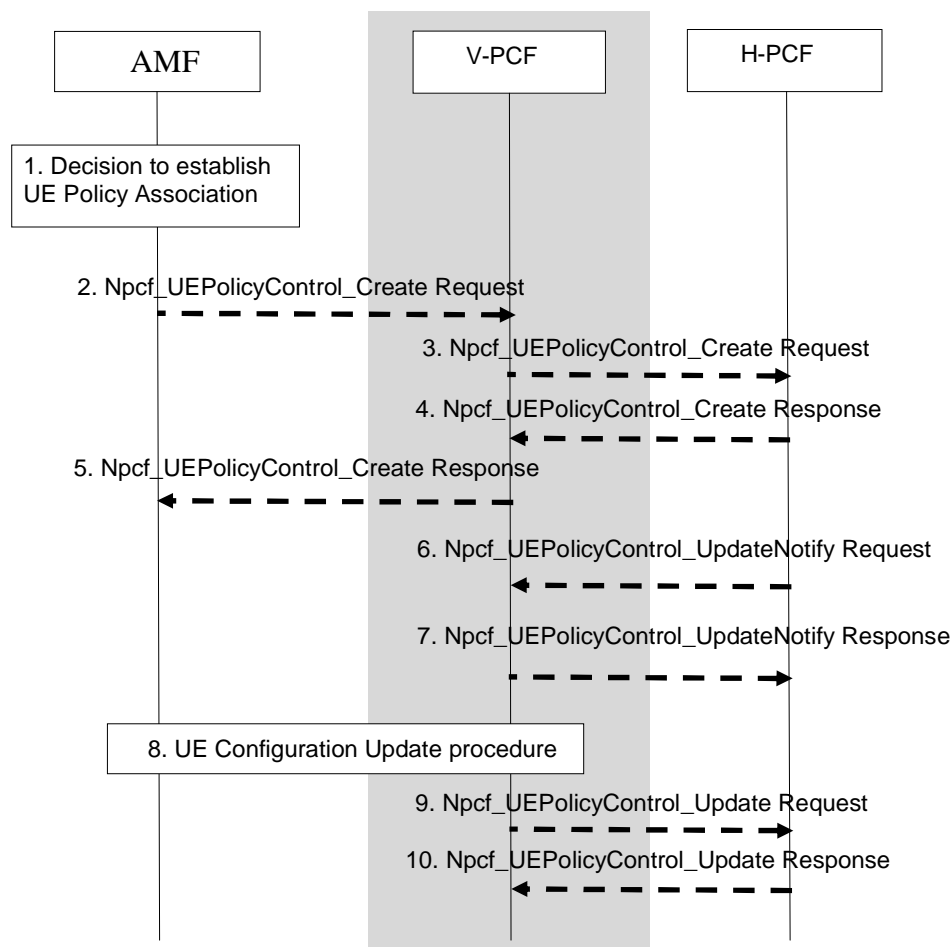 AMF
V-PCF
H-PCF
1. Decision to establish
UE Policy Association
2. Npcf_UEPolicyControl_Create Request
3. Npcf_UEPolicyControl_Create Request
4. Npcf_UEPolicyControl_Create Response
5. Npcf_UEPolicyControl_Create Response
6. Npcf_UEPolicyControl_UpdateNotify Request
7. Npcf_UEPolicyControl_UpdateNotify Response
8. UE Configuration Update procedure
9. Npcf_UEPolicyControl_Update Request
10. Npcf_UEPolicyControl_Update Response